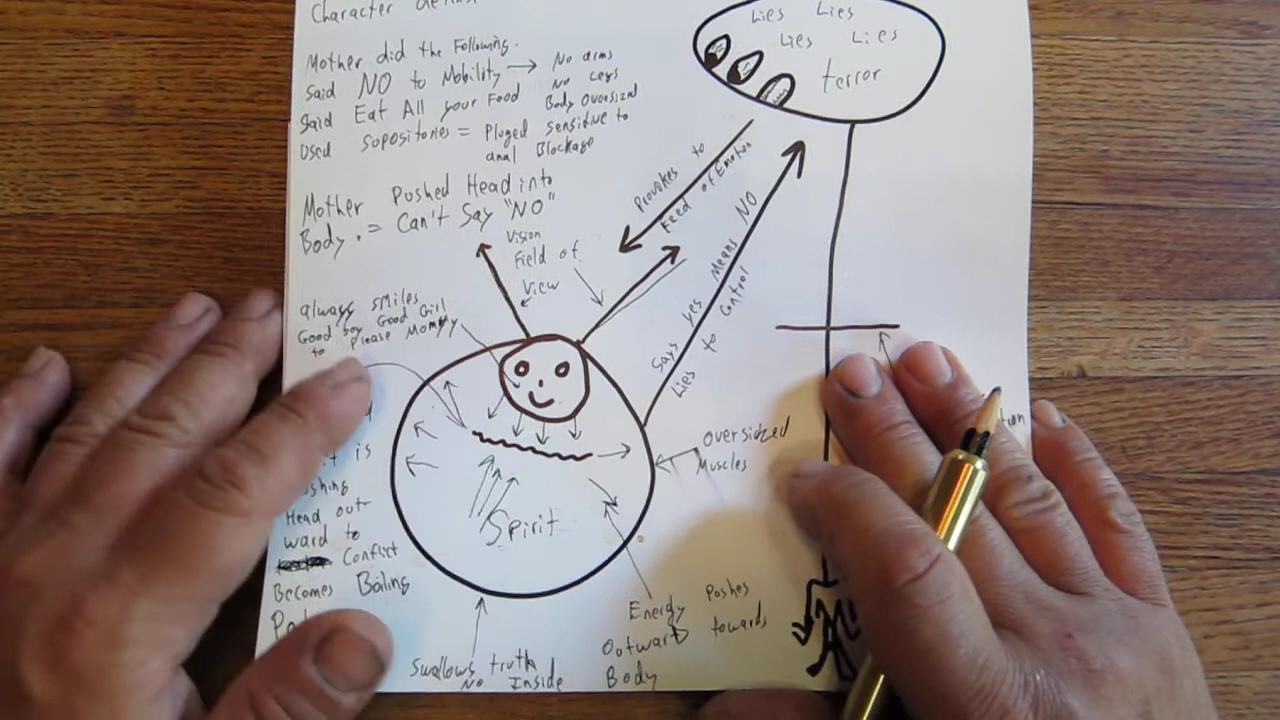 Character
Mother did the Following.
Said NO to Mobility → No arms
No Legs
Said Eat All your Food Body Oversized
Used Supositories = Pluged Sensitive to
anal Blockage
Mother Pushed Head into
Body. = Can't Say "NO"
Vision
Field of
View
always smiles
Good boy Good Girl
to Please Mommy
is
Head out-
ward to
Conflict
Becomes Boiling
Swallows truth
No Inside
Spirit
Energy Pushes
Outward towards
Body
Oversized
Muscles
Says yes Means NO
Lies to Control
Provokes to
Feed of Emotion
Lies Lies
Lies Lies
terror